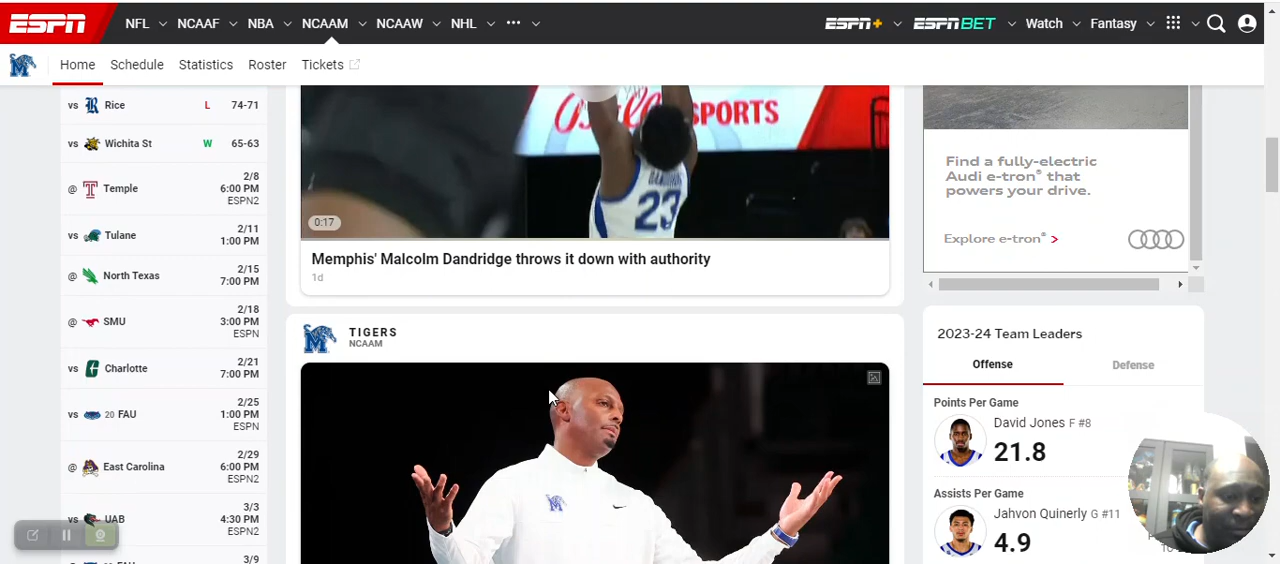 ESPN NFL NCAAF NBA NCAAM NCAAW NHL ESPN+ ESPN BET Watch Fantasy
Home Schedule Statistics Roster Tickets
vs Rice L 74-71
vs Wichita St W 65-63
@ Temple 2/8
6:00 PM
ESPN2
vs Tulane 2/11
1:00 PM
@ North Texas 2/15
7:00 PM
@ SMU 2/18
3:00 PM
ESPN
vs Charlotte 2/21
7:00 PM
vs 20 FAU 2/25
1:00 PM
ESPN
@ East Carolina 2/29
6:00 PM
ESPN2
vs UAB 3/3
4:30 PM
ESPN2
3/9
SPORTS
23
0:17
Memphis' Malcolm Dandridge throws it down with authority
1d
TIGERS
NCAAM
Find a fully-electric
Audi e-tron® that
powers your drive.
Explore e-tron® >
2023-24 Team Leaders
Offense Defense
Points Per Game
David Jones F #8
21.8
Assists Per Game
Jahvon Quinerly G #11
4.9